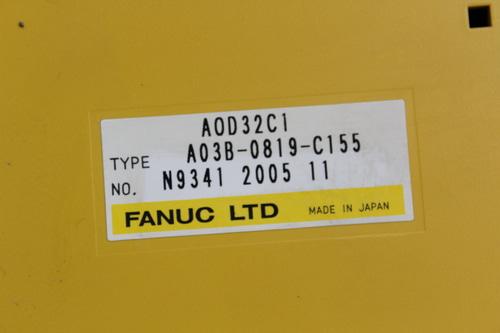 AOD32C1
TYPE A03B-0819-C155
NO. N9341 2005 11
FANUC LTD MADE IN JAPAN